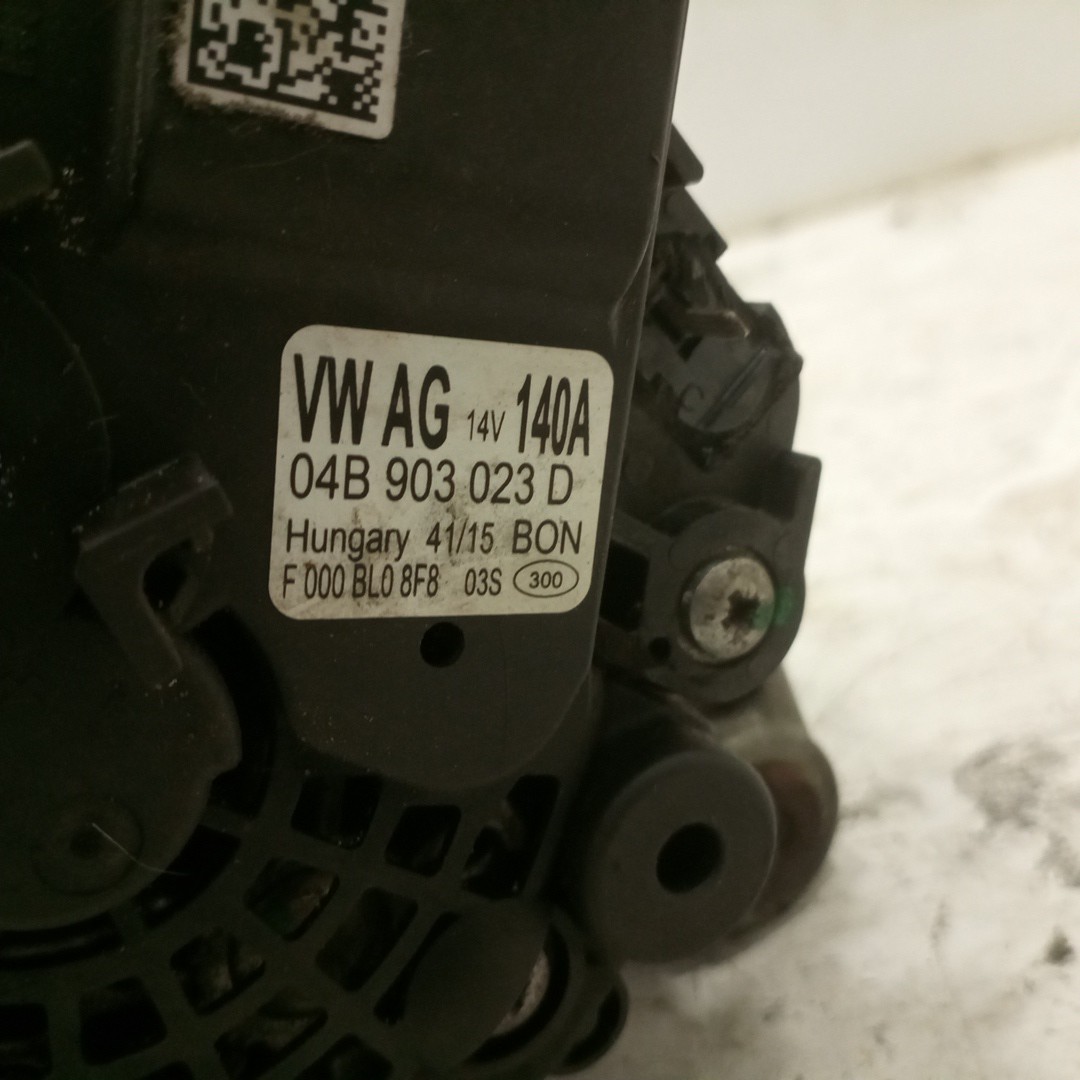 VW AG 14V 140A
04B 903 023 D
Hungary 41/15 BON
F 000 BL0 8F8 03S 300